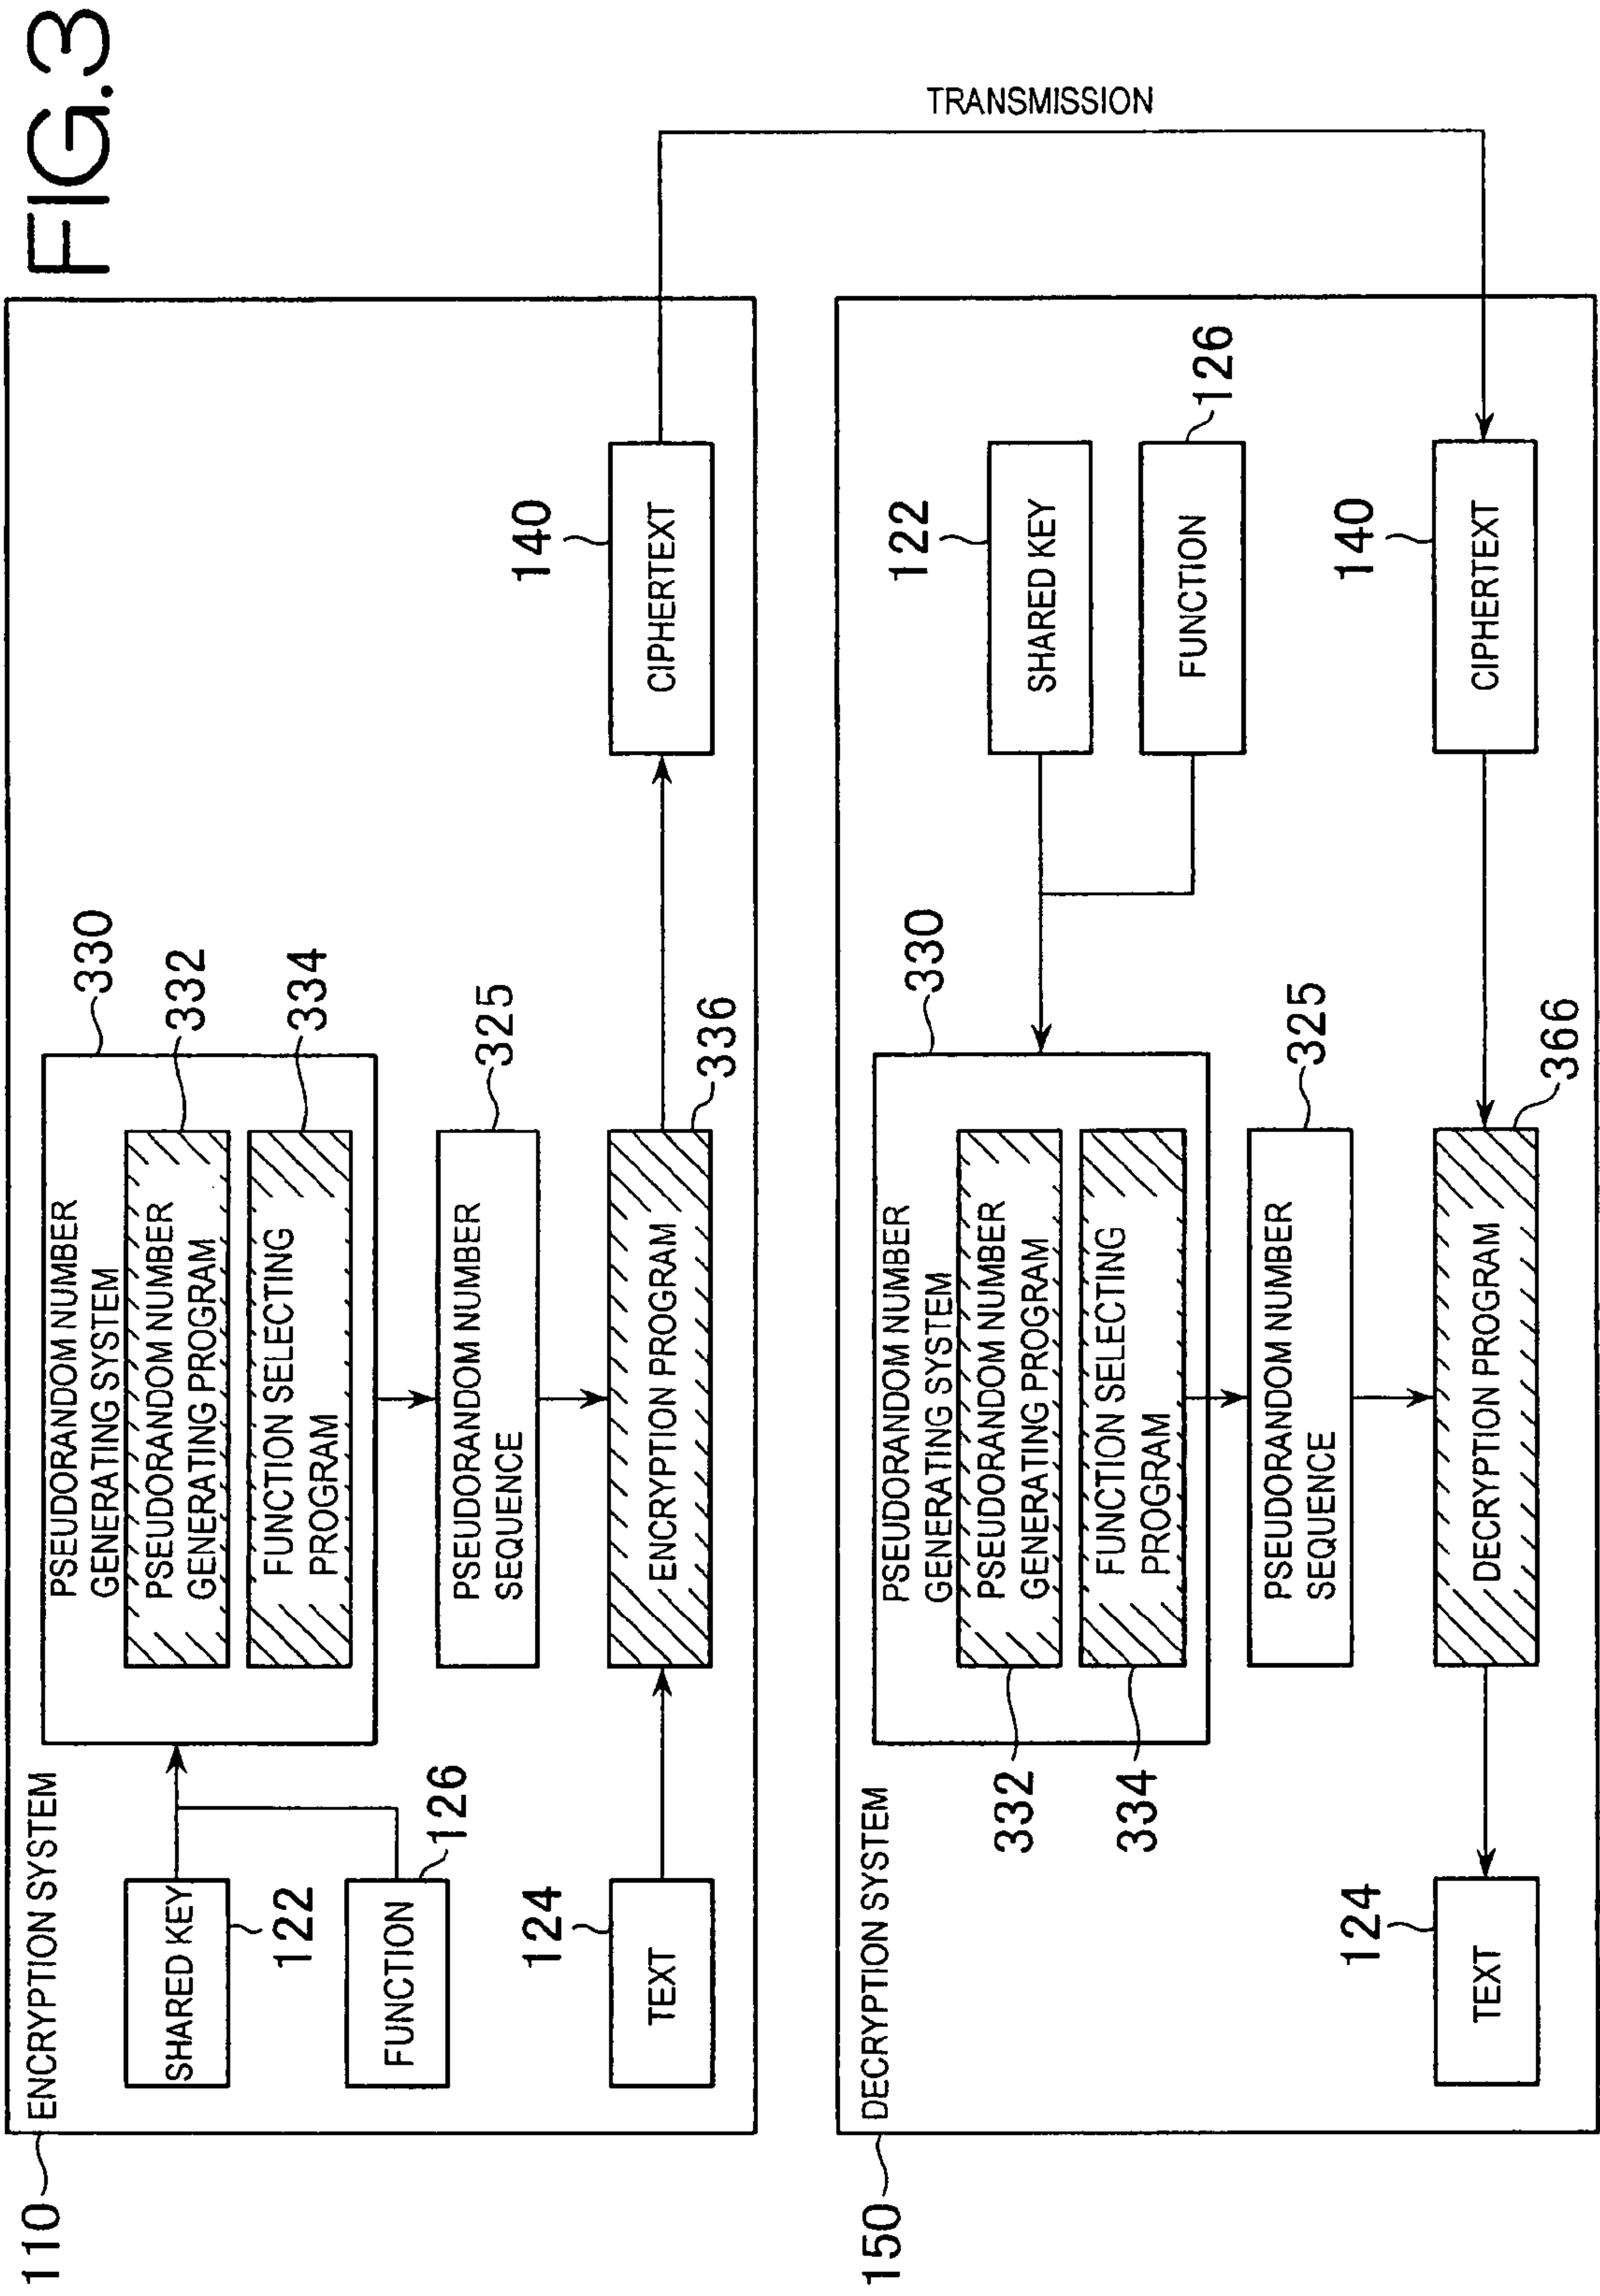 FIG.3
110
ENCRYPTION SYSTEM
SHARED KEY
122
FUNCTION
126
TEXT
124
PSEUDORANDOM NUMBER
GENERATING SYSTEM
330
PSEUDORANDOM NUMBER
GENERATING PROGRAM
332
FUNCTION SELECTING
PROGRAM
334
PSEUDORANDOM NUMBER
SEQUENCE
325
ENCRYPTION PROGRAM
336
CIPHERTEXT
140
TRANSMISSION
150
DECRYPTION SYSTEM
PSEUDORANDOM NUMBER
GENERATING SYSTEM
330
PSEUDORANDOM NUMBER
GENERATING PROGRAM
332
FUNCTION SELECTING
PROGRAM
334
SHARED KEY
122
FUNCTION
126
PSEUDORANDOM NUMBER
SEQUENCE
325
TEXT
124
DECRYPTION PROGRAM
366
CIPHERTEXT
140